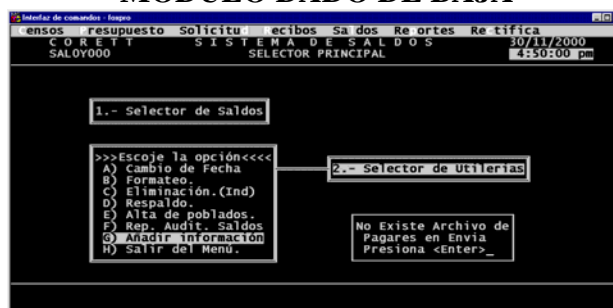 MODULO DADO DE BAJA
Interfaz de comandos - foxpro
ensos resupuesto Solicitu ecibos Sa dos Re ortes Re tifica
C O R E T T S I S T E M A D E S A L D O S 30/11/2000
SALOY000 SELECTOR PRINCIPAL 4:50:00 pm
1.- Selector de Saldos
>>>Escoje la opción<<<<
A) Cambio de Fecha
B) Formateo.
C) Eliminación.(Ind)
D) Respaldo.
E) Alta de poblados.
F) Rep. Audit. Saldos
G) Añadir información
H) Salir del Menú.
2.- Selector de Utilerías
No Existe Archivo de
Pagares en Envia
Presiona <Enter>_